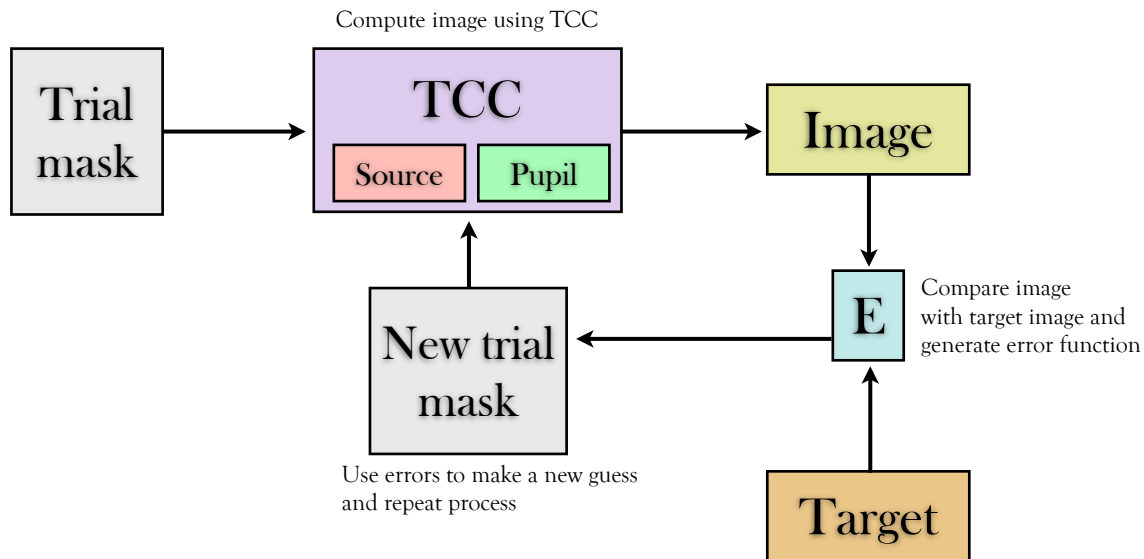 Compute image using TCC
Trial
mask
TCC
Source
Pupil
Image
E
Compare image
with target image and
generate error function
New trial
mask
Use errors to make a new guess
and repeat process
Target